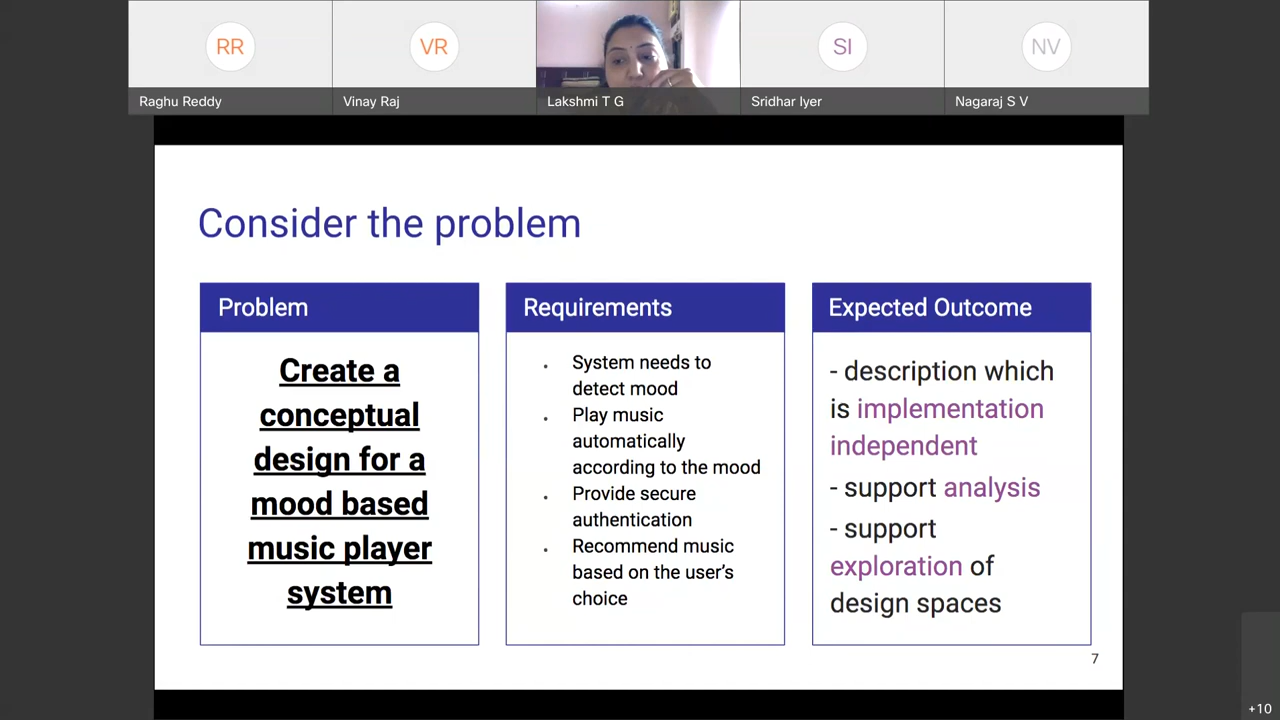 RR
VR
SI
NV
Raghu Reddy
Vinay Raj
Lakshmi T G
Sridhar Iyer
Nagaraj S V
Consider the problem
Problem
Create a
conceptual
design for a
mood based
music player
system
Requirements
. System needs to
detect mood
. Play music
automatically
according to the mood
. Provide secure
authentication
. Recommend music
based on the user's
choice
Expected Outcome
- description which
is implementation
independent
- support analysis
- support
exploration of
design spaces
7
+10